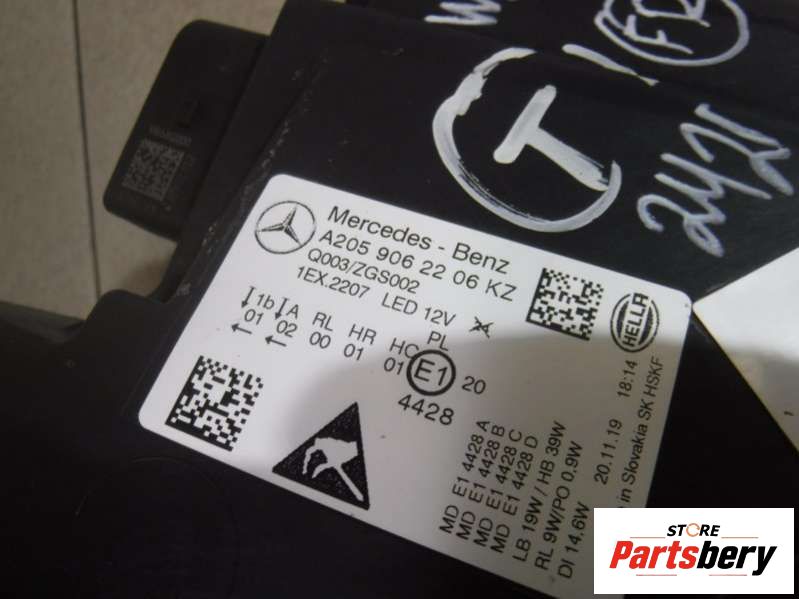 W
FR
T
2421
Mercedes - Benz
A205 906 22 06 KZ
Q003/ZGS002
1EX.2207 LED 12V
1b A RL HR HC PL
01 02 00 01 01 E1 20
4428
HELLA
MD E1 4428 A
MD E1 4428 B
MD E1 4428 C
MD E1 4428 D
LB 19W / HB 39W
RL 9W/PO 0.9W
DI 14.6W
20.11.19 18:14
in Slovakia SK HSKF
STORE
Partsbery